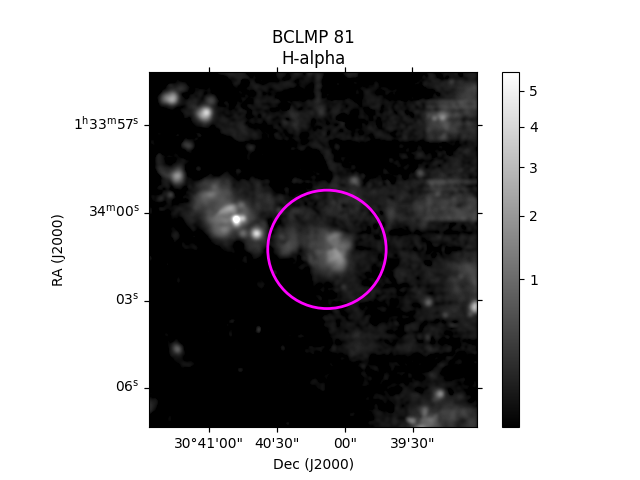 BCLMP 81
H-alpha
1ʰ33ᵐ57ˢ
34ᵐ00ˢ
03ˢ
06ˢ
RA (J2000)
30°41'00" 40'30" 00" 39'30"
Dec (J2000)
5
4
3
2
1